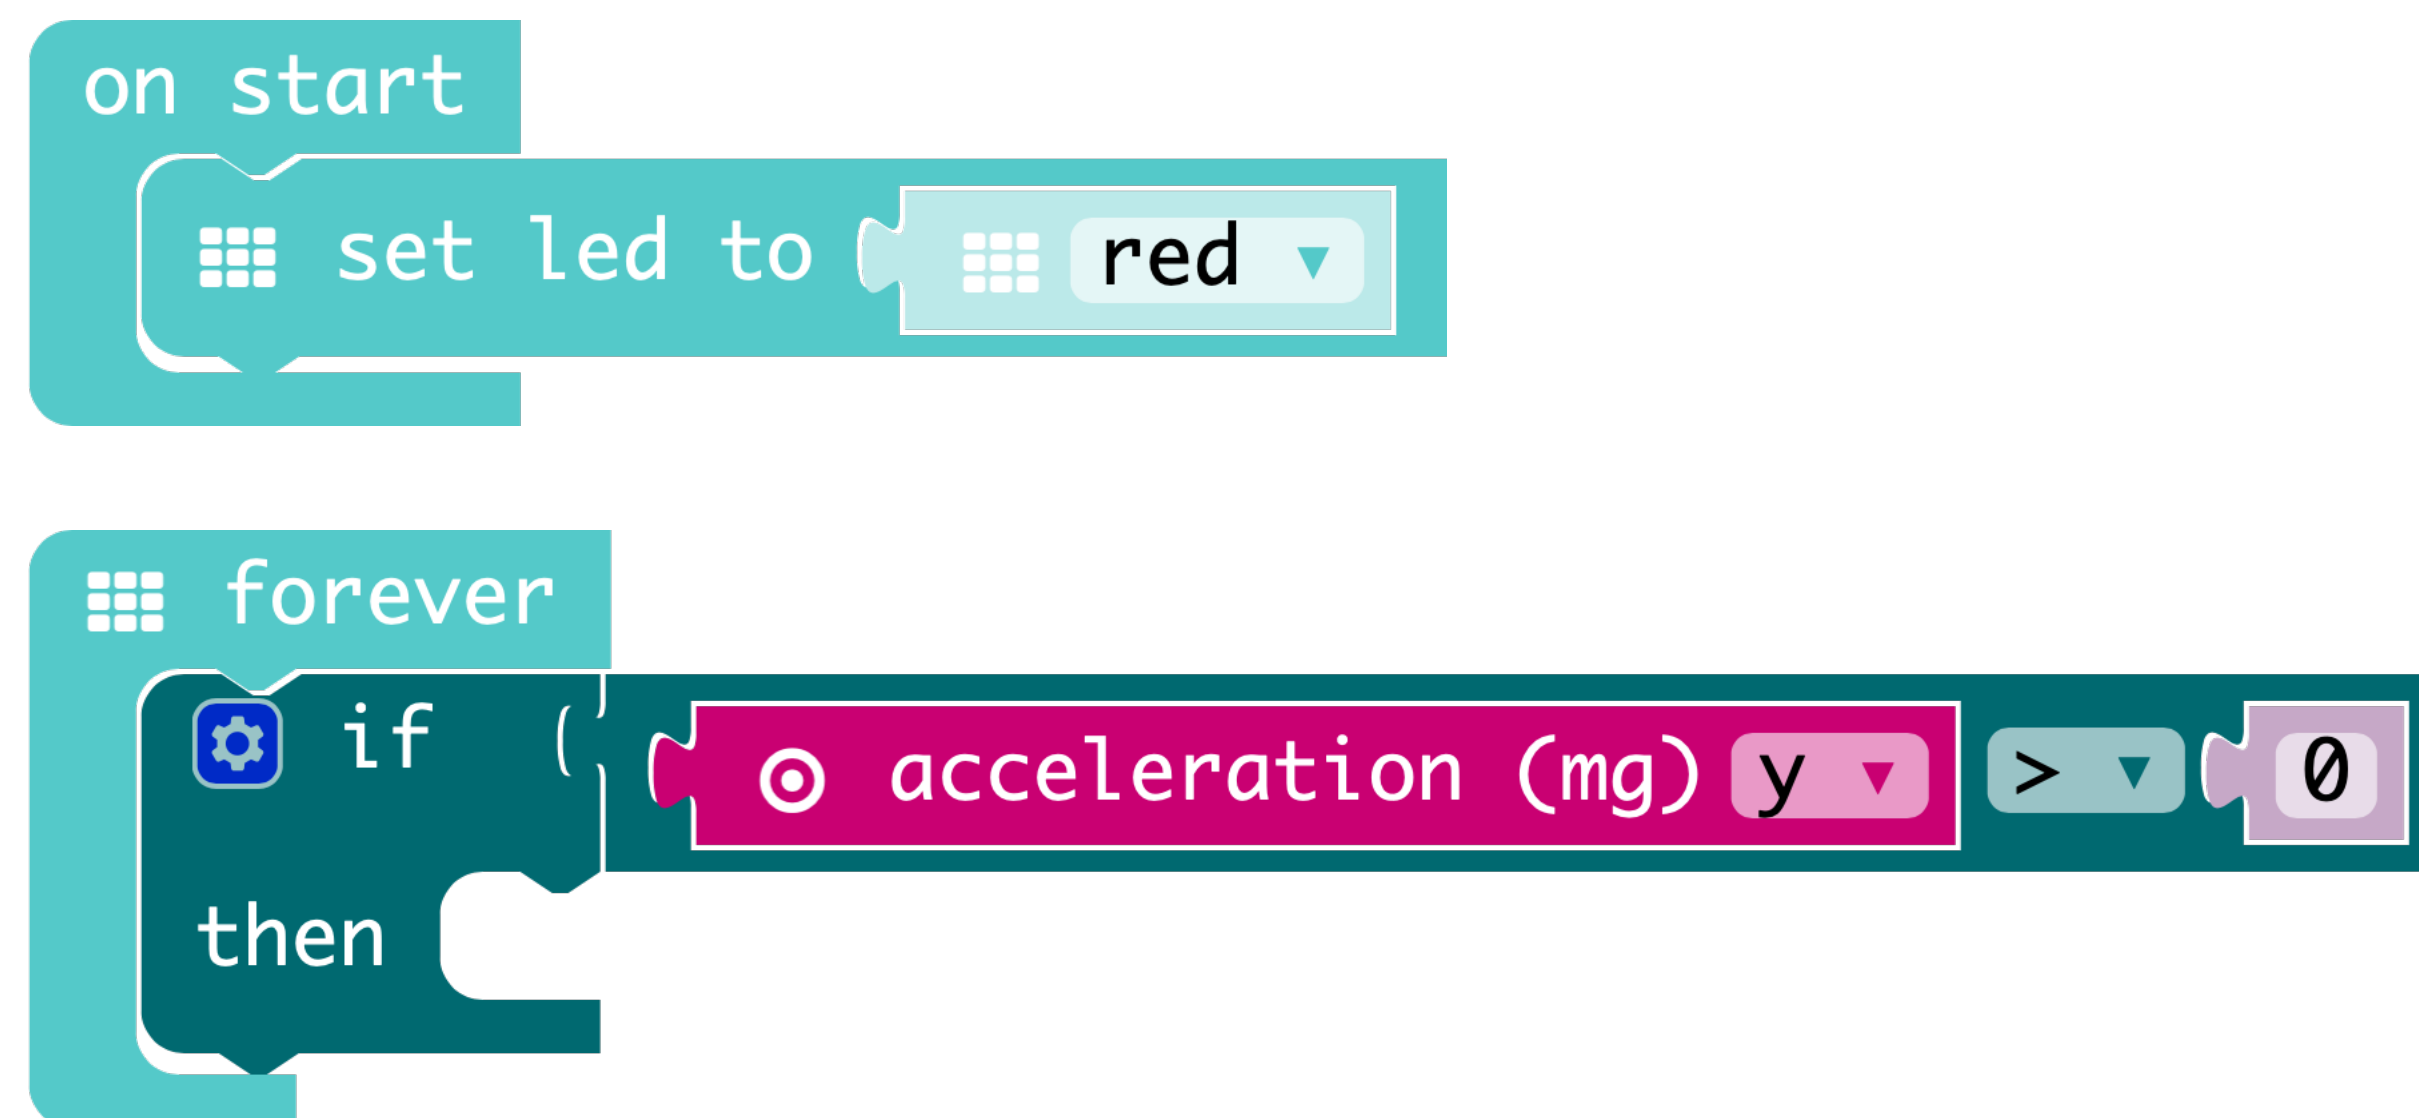 on start
set led to red
forever
if acceleration (mg) y > 0
then